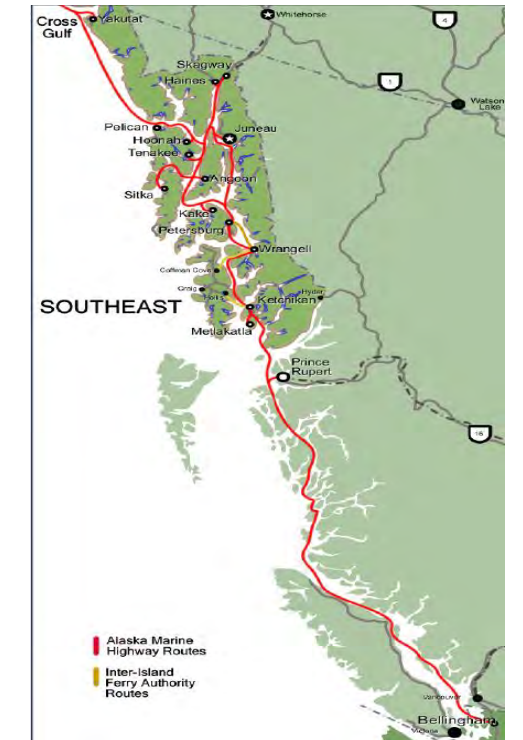 Cross
Gulf
Yakutat
Whitehorse
4
Skagway
Haines
1
Watson
Lake
Pelican
Hoonah
Tenakee
Juneau
Angoon
Sitka
Kake
Petersburg
Wrangell
Coffman Cove
Craig
Hollis
Hyder
SOUTHEAST
Ketchikan
Metlakatla
Prince
Rupert
16
Alaska Marine
Highway Routes
Inter-Island
Ferry Authority
Routes
Vancouver
Bellingham
Victoria